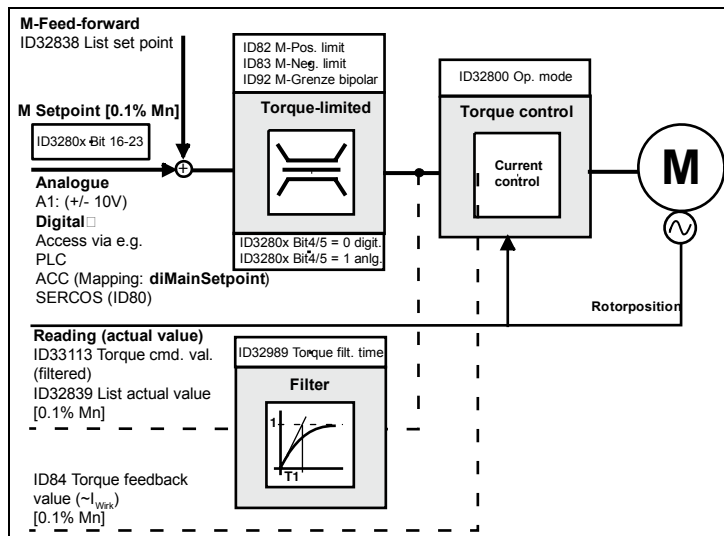 M-Feed-forward
ID32838 List set point
ID82 M-Pos. limit
ID83 M-Neg. limit
ID92 M-Grenze bipolar
ID32800 Op. mode
M Setpoint [0.1% Mn]
ID3280x Bit 16-23
Torque-limited
Torque control
Current
control
M
Analogue
A1: (+/- 10V)
Digital
Access via e.g.
PLC
ACC (Mapping: diMainSetpoint)
SERCOS (ID80)
ID3280x Bit4/5 = 0 digit.
ID3280x Bit4/5 = 1 anlg.
Rotorposition
Reading (actual value)
ID33113 Torque cmd. val.
(filtered)
ID32839 List actual value
[0.1% Mn]
ID32989 Torque filt. time
Filter
1
T1
ID84 Torque feedback
value (~I_Wirk)
[0.1% Mn]